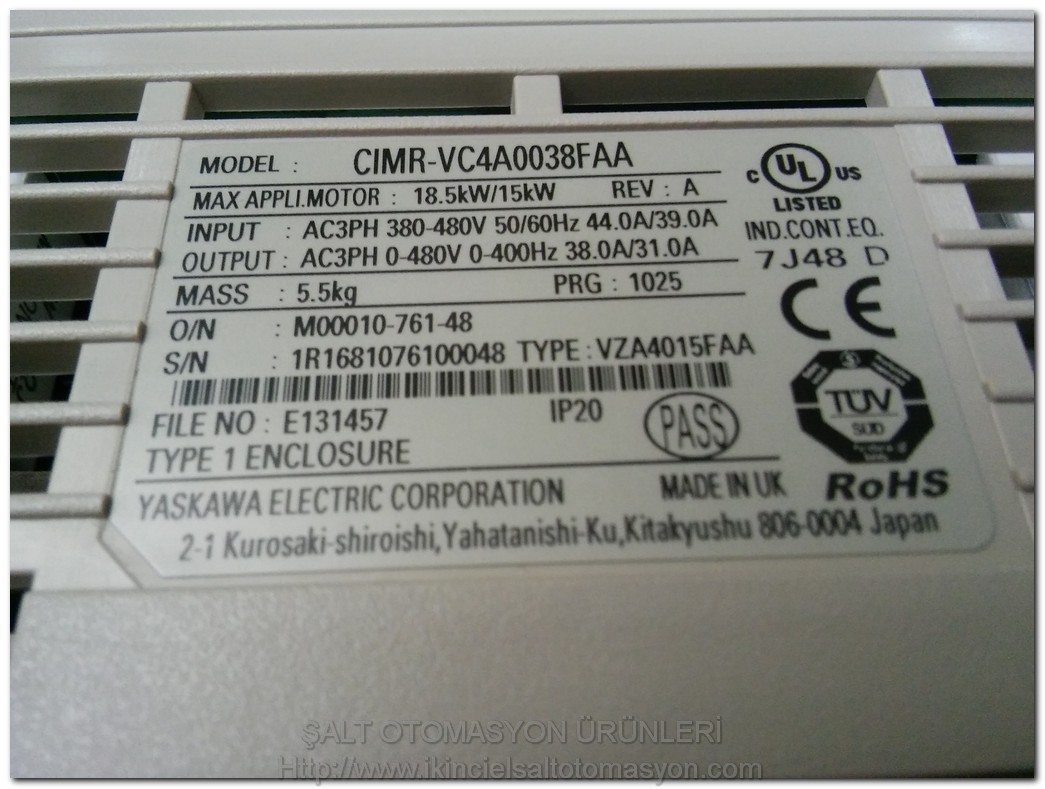 MODEL : CIMR-VC4A0038FAA
MAX APPLI.MOTOR : 18.5kW/15kW REV : A
INPUT : AC3PH 380-480V 50/60Hz 44.0A/39.0A
OUTPUT : AC3PH 0-480V 0-400Hz 38.0A/31.0A
MASS : 5.5kg PRG : 1025
O/N : M00010-761-48
S/N : 1R1681076100048 TYPE : VZA4015FAA
FILE NO : E131457 IP20 PASS
TYPE 1 ENCLOSURE
YASKAWA ELECTRIC CORPORATION MADE IN UK
2-1 Kurosaki-shiroishi,Yahatanishi-Ku,Kitakyushu 806-0004 Japan
C UL US
LISTED
IND.CONT.EQ.
7J48 D
CE
TÜV
SÜD
RoHS
ŞALT OTOMASYON ÜRÜNLERİ
Http://www.ikincielsaltotomasyon.com